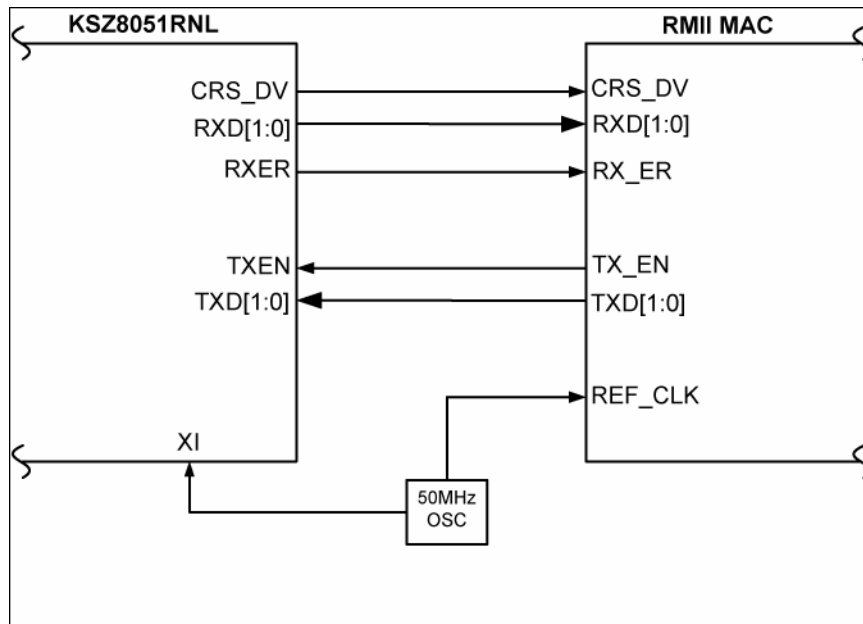 KSZ8051RNL
RMII MAC
CRS_DV
CRS_DV
RXD[1:0]
RXD[1:0]
RXER
RX_ER
TXEN
TX_EN
TXD[1:0]
TXD[1:0]
REF_CLK
XI
50MHz
OSC